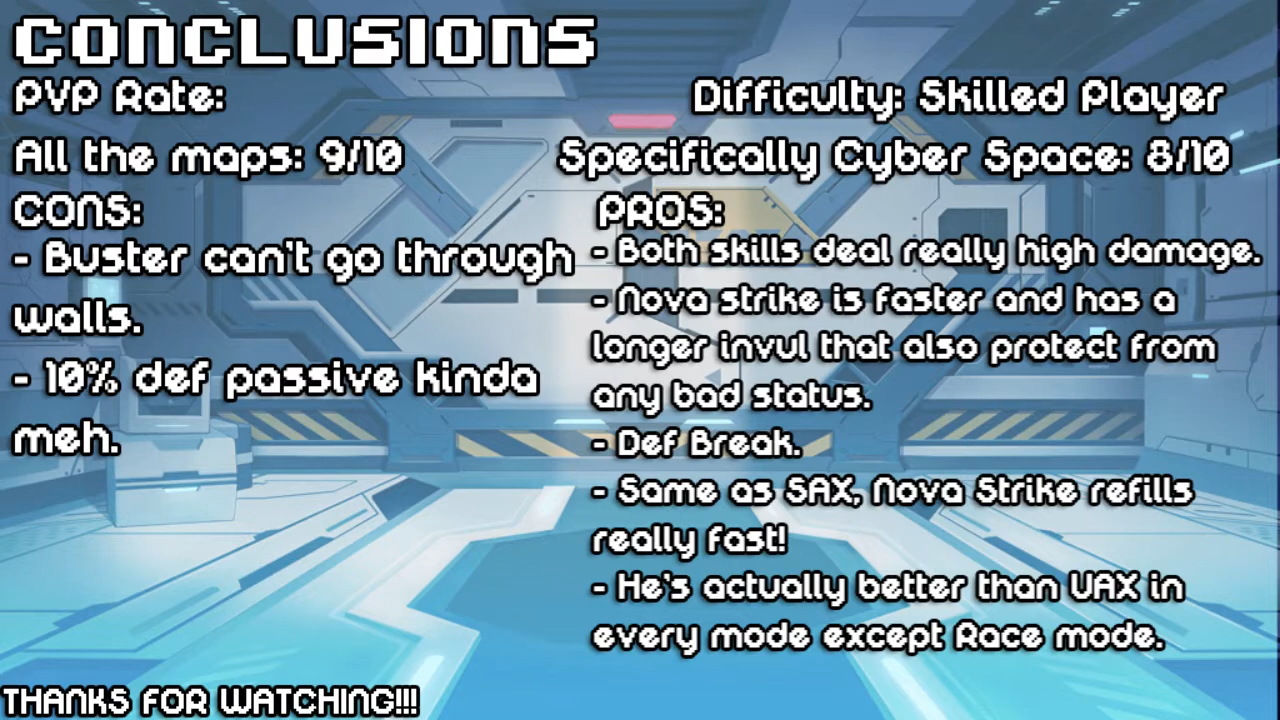 CONCLUSIONS
PVP Rate:
Difficulty: Skilled Player
All the maps: 9/10
Specifically Cyber Space: 8/10
CONS:
- Buster can't go through
walls.
- 10% def passive kinda
meh.
PROS:
- Both skills deal really high damage.
- Nova strike is faster and has a
longer invul that also protect from
any bad status.
- Def Break.
- Same as SAX, Nova Strike refills
really fast!
- He's actually better than UAX in
every mode except Race mode.
THANKS FOR WATCHING!!!